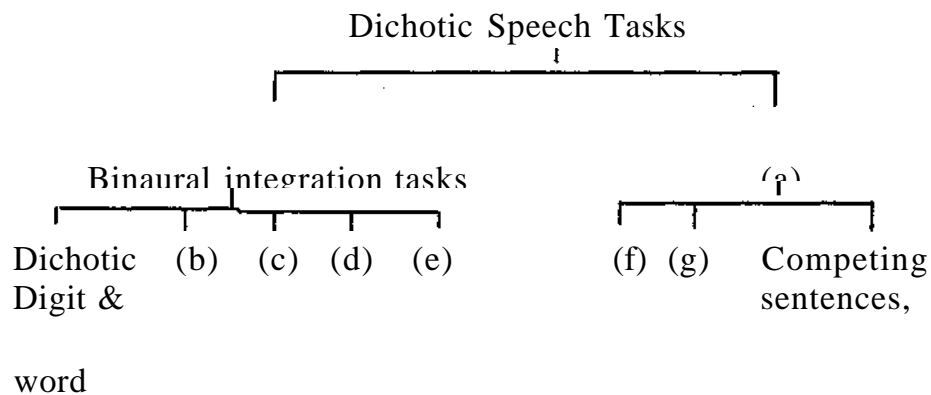 Dichotic Speech Tasks
Binaural integration tasks (a)
Dichotic (b) (c) (d) (e) (f) (g) Competing
Digit & sentences,
word